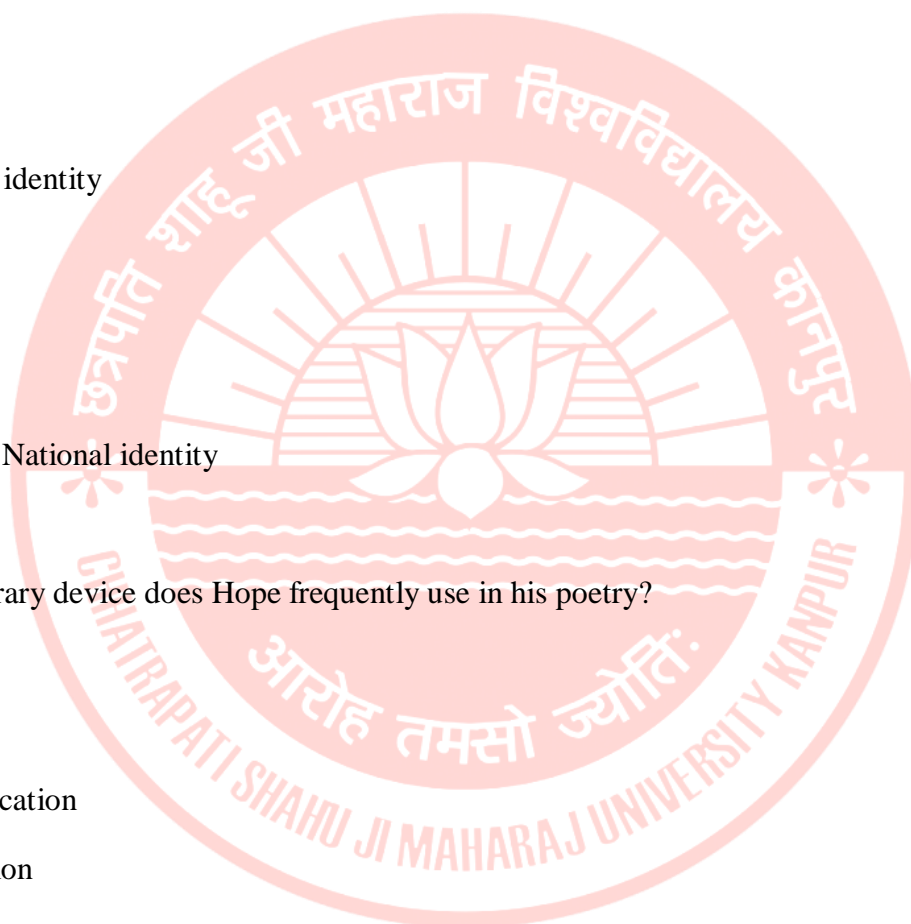 छत्रपति शाहू जी महाराज विश्वविद्यालय कानपुर
identity
National identity
rary device does Hope frequently use in his poetry?
आरोह तमसो ज्योतिः
cation
on
CHATRAPATI SHAHU JI MAHARAJ UNIVERSITY KANPUR